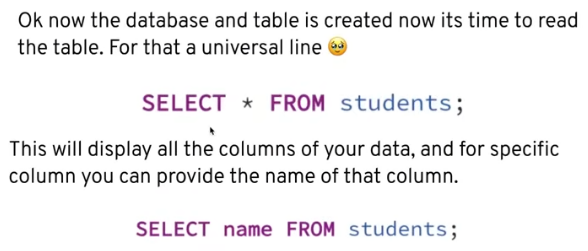 Ok now the database and table is created now its time to read
the table. For that a universal line 🥹
SELECT * FROM students;
This will display all the columns of your data, and for specific
column you can provide the name of that column.
SELECT name FROM students;